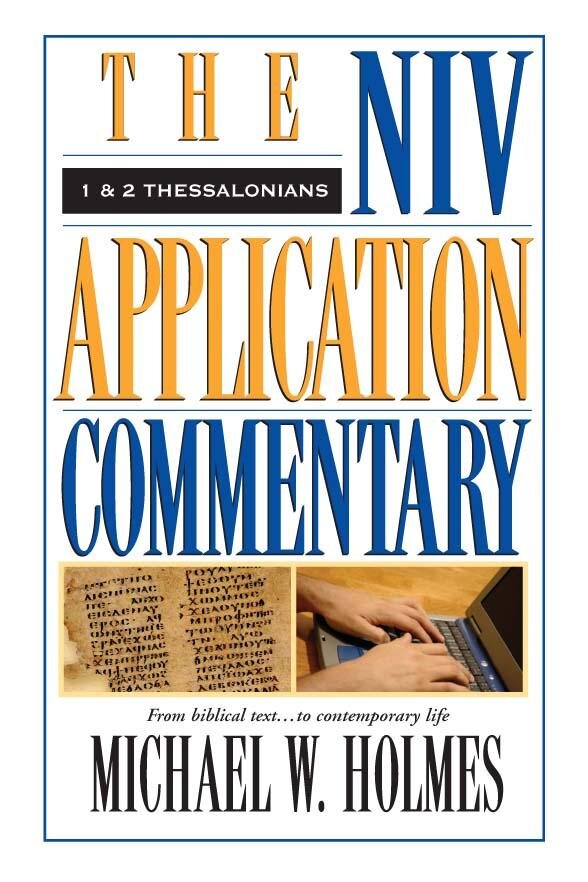 THE NIV
1 & 2 THESSALONIANS
APPLICATION
COMMENTARY
From biblical text…to contemporary life
MICHAEL W. HOLMES